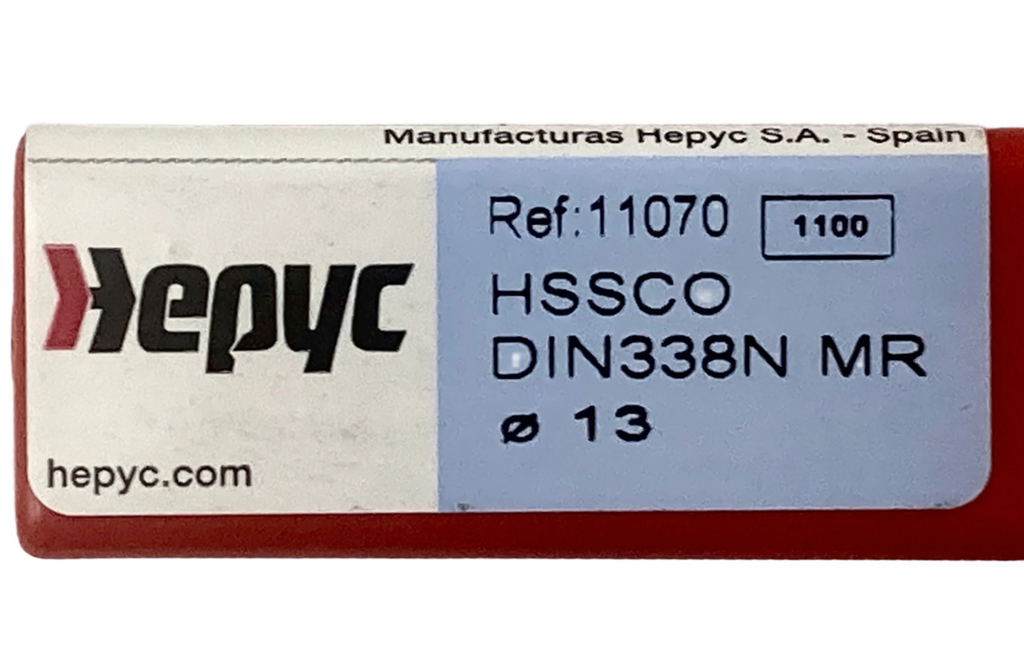 Manufacturas Hepyc S.A. - Spain
Hepyc
hepyc.com
Ref:11070 1100
HSSCO
DIN338N MR
ø 13